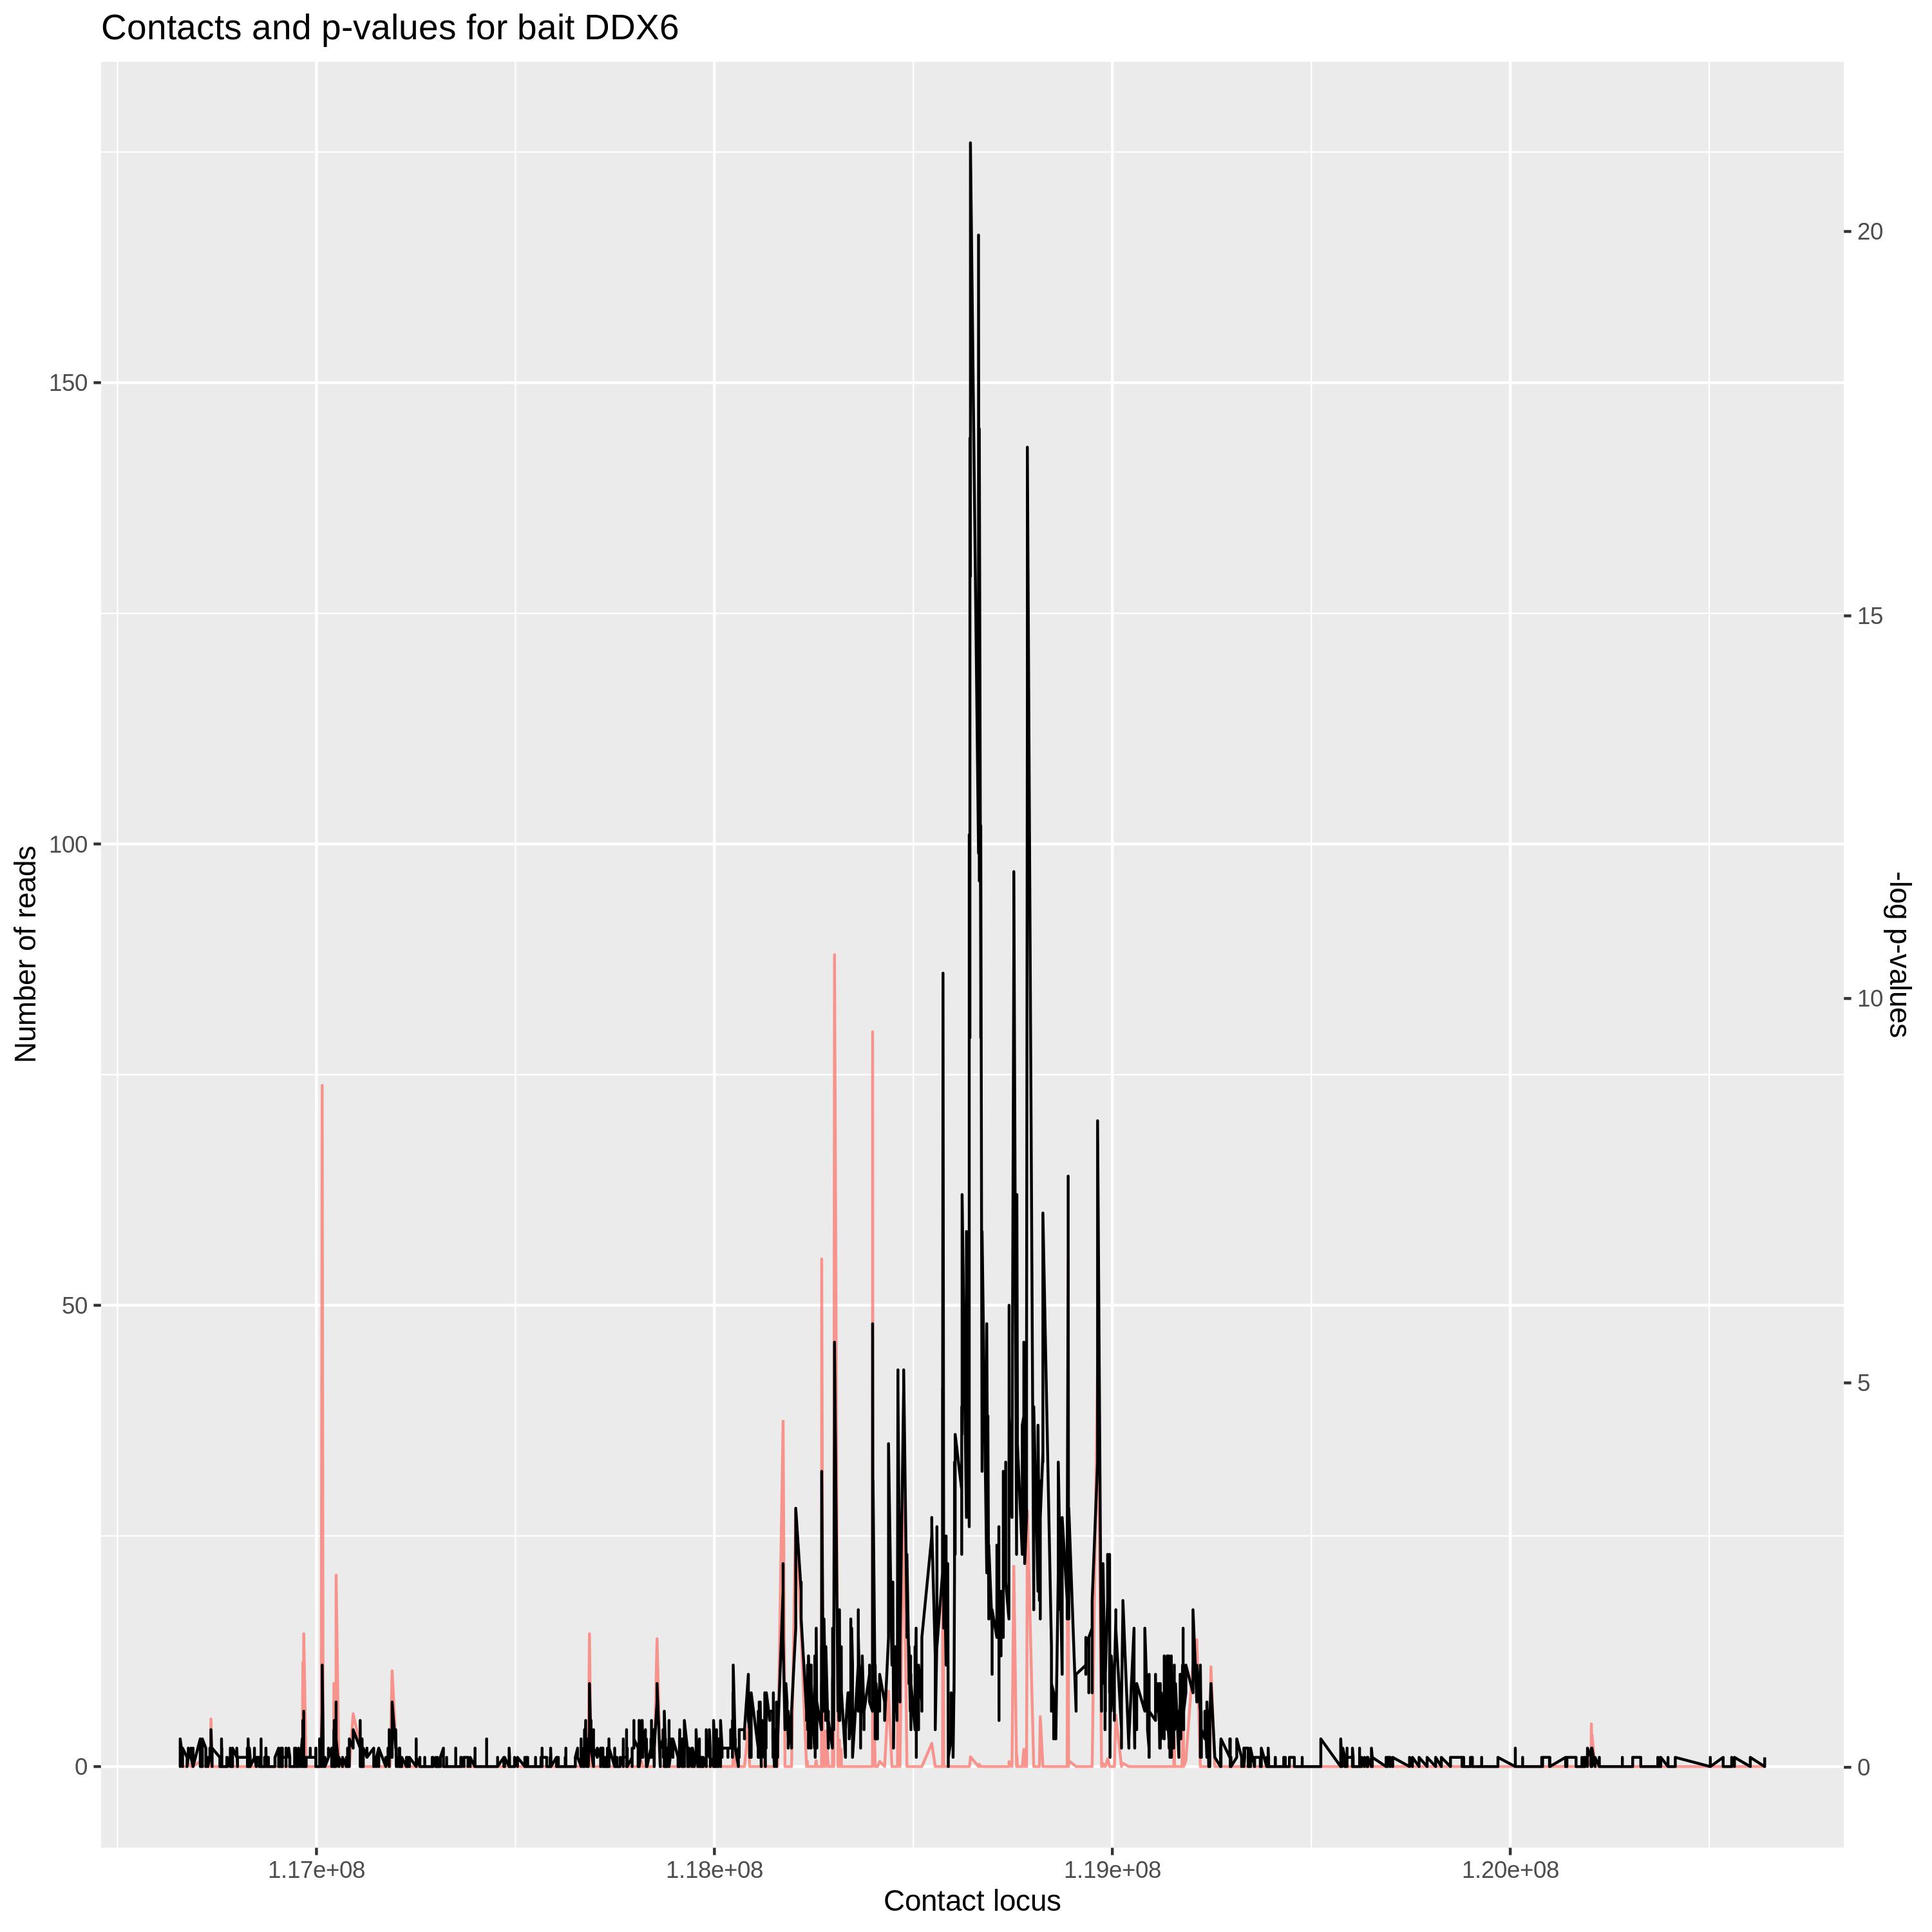 Contacts and p-values for bait DDX6
Number of reads
150
100
50
0
20
15
10
5
0
-log p-values
1.17e+08
1.18e+08
1.19e+08
1.20e+08
Contact locus